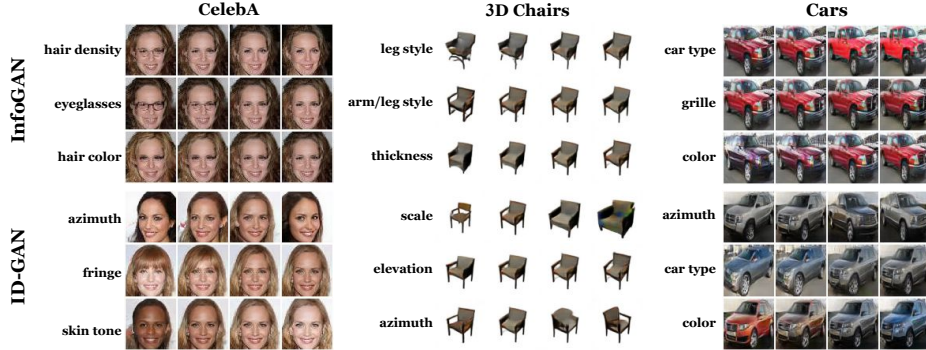 CelebA
3D Chairs
Cars
InfoGAN
hair density
leg style
car type
eyeglasses
arm/leg style
grille
hair color
thickness
color
ID-GAN
azimuth
scale
azimuth
fringe
elevation
car type
skin tone
azimuth
color